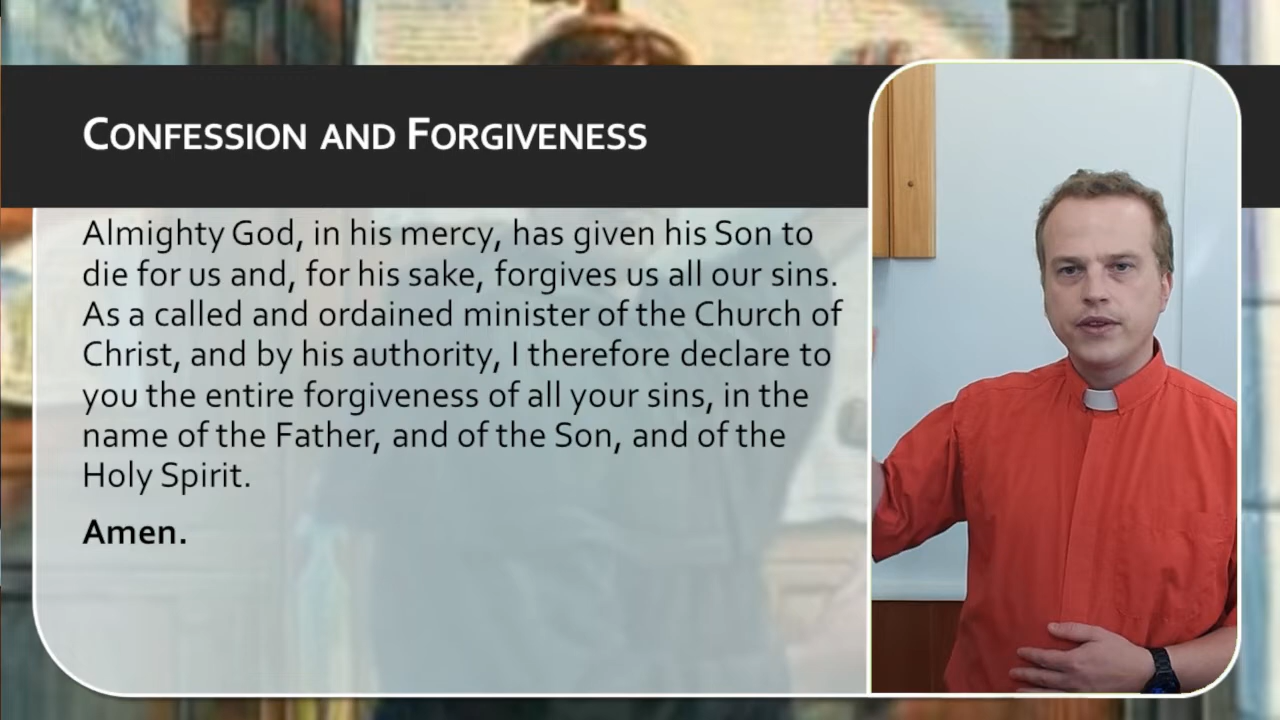 CONFESSION AND FORGIVENESS
Almighty God, in his mercy, has given his Son to
die for us and, for his sake, forgives us all our sins.
As a called and ordained minister of the Church of
Christ, and by his authority, I therefore declare to
you the entire forgiveness of all your sins, in the
name of the Father, and of the Son, and of the
Holy Spirit.
Amen.